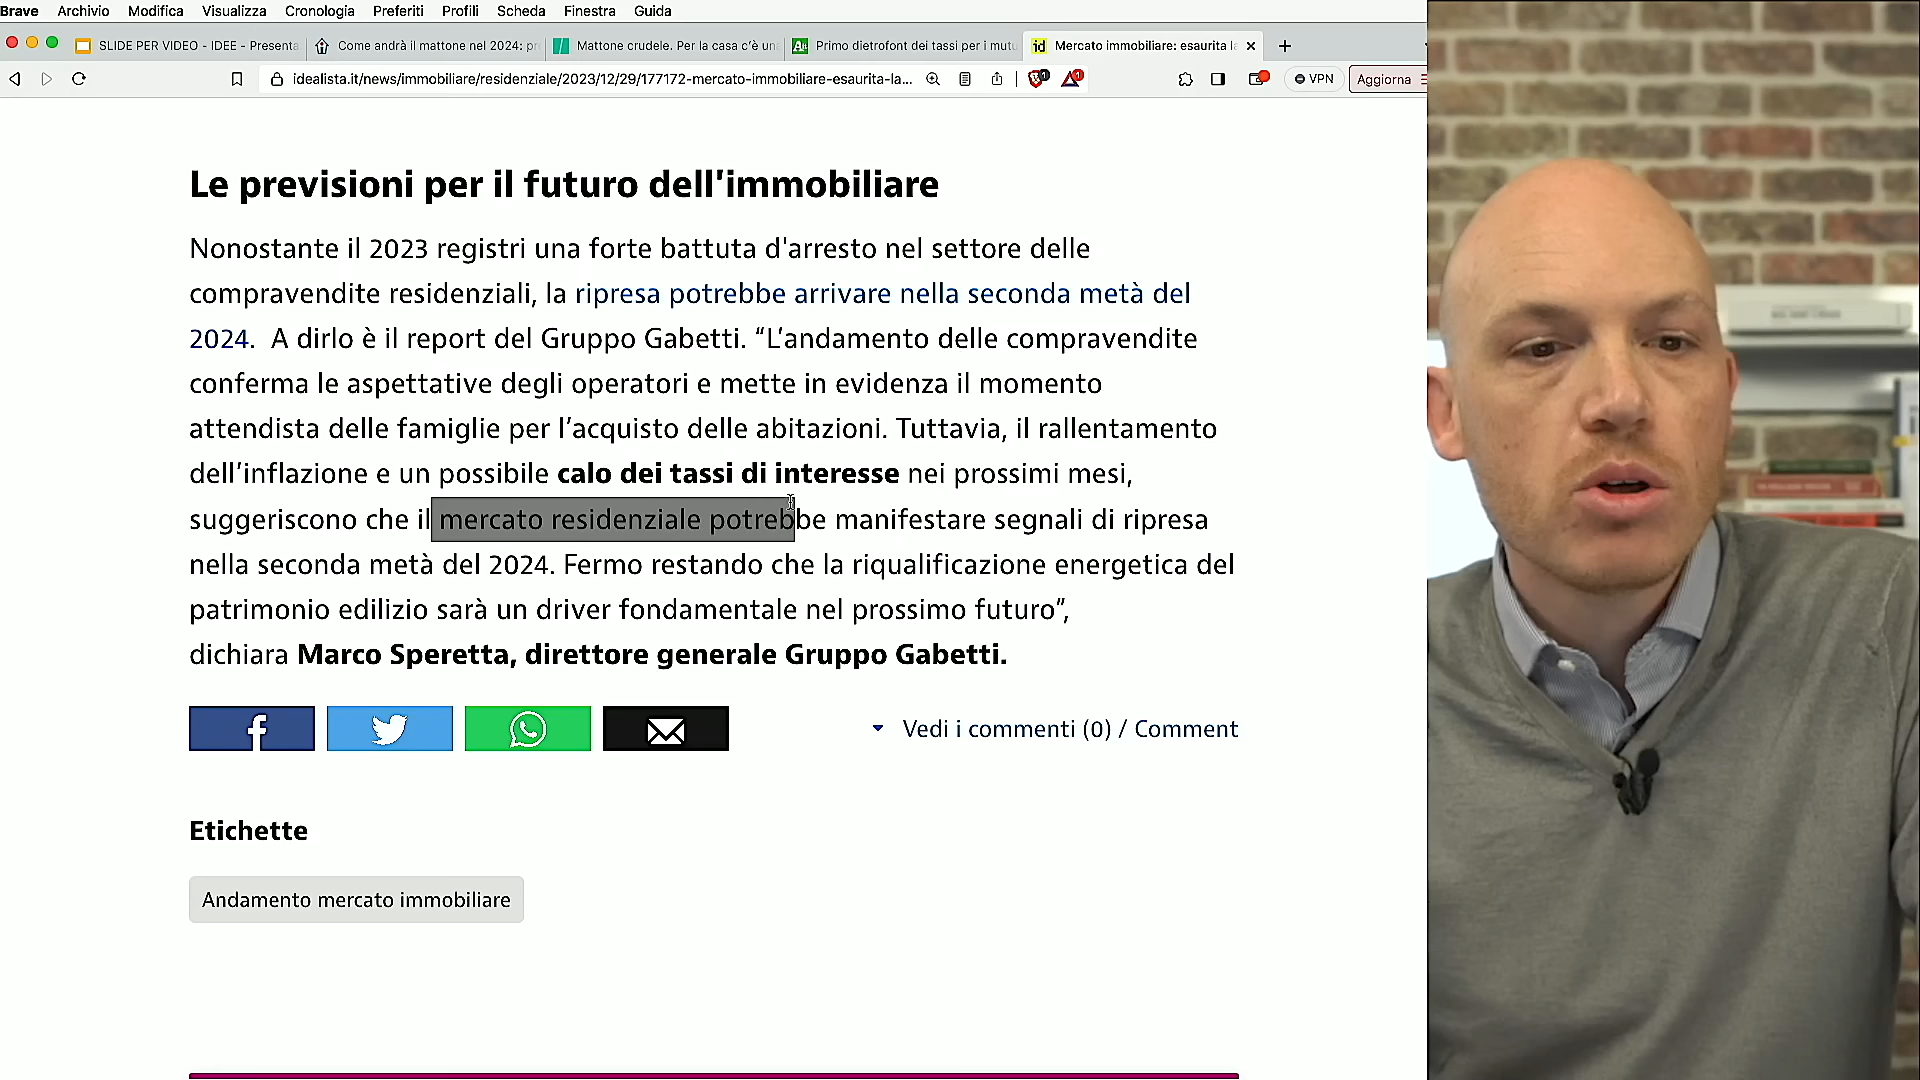 Brave Archivio Modifica Visualizza Cronologia Preferiti Profili Scheda Finestra Guida
SLIDE PER VIDEO - IDEE - Presenta Come andrà il mattone nel 2024: pr Mattone crudele. Per la casa c'è un Primo dietrofront dei tassi per i mutu Mercato immobiliare: esaurita la
idealista.it/news/immobiliare/residenziale/2023/12/29/177172-mercato-immobiliare-esaurita-la... VPN Aggiorna
Le previsioni per il futuro dell'immobiliare
Nonostante il 2023 registri una forte battuta d'arresto nel settore delle
compravendite residenziali, la ripresa potrebbe arrivare nella seconda metà del
2024. A dirlo è il report del Gruppo Gabetti. “L’andamento delle compravendite
conferma le aspettative degli operatori e mette in evidenza il momento
attendista delle famiglie per l’acquisto delle abitazioni. Tuttavia, il rallentamento
dell’inflazione e un possibile calo dei tassi di interesse nei prossimi mesi,
suggeriscono che il mercato residenziale potrebbe manifestare segnali di ripresa
nella seconda metà del 2024. Fermo restando che la riqualificazione energetica del
patrimonio edilizio sarà un driver fondamentale nel prossimo futuro”,
dichiara Marco Speretta, direttore generale Gruppo Gabetti.
Vedi i commenti (0) / Comment
Etichette
Andamento mercato immobiliare